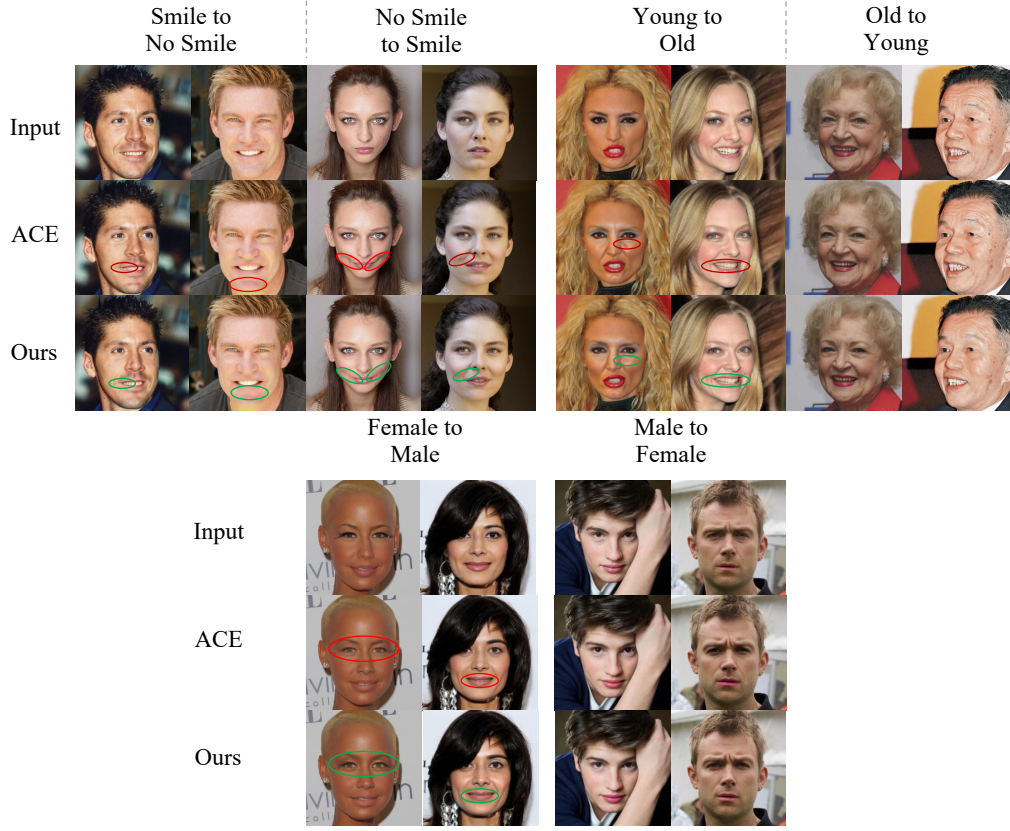 Smile to
No Smile
No Smile
to Smile
Young to
Old
Old to
Young
Input
ACE
Ours
Female to
Male
Male to
Female
Input
ACE
Ours